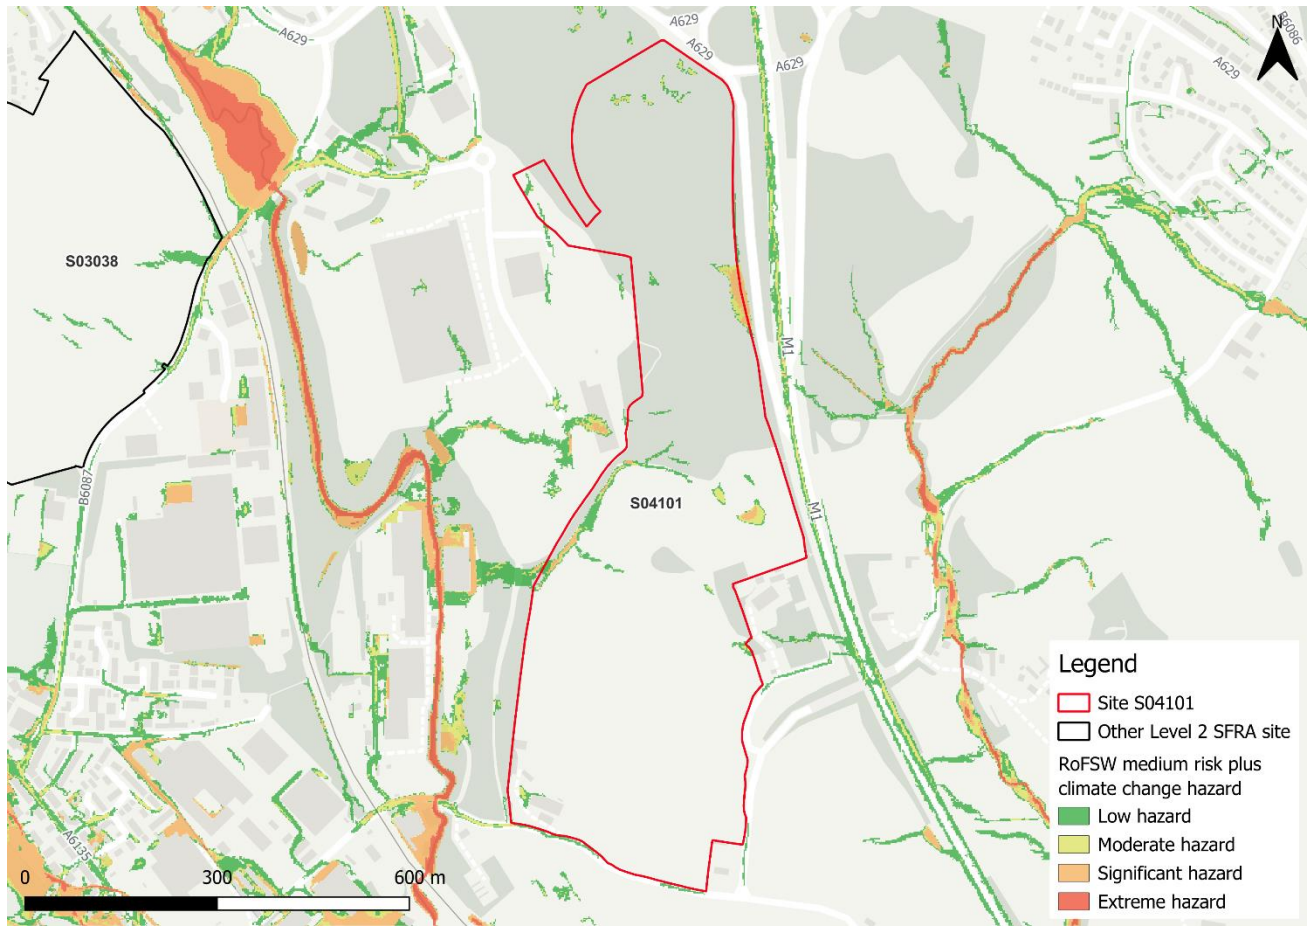 A629
A629
A629
A629
A629
B6086
N
S03038
M1
B6087
S04101
M1
A6135
0 300 600 m
Legend
Site S04101
Other Level 2 SFRA site
RoFSW medium risk plus
climate change hazard
Low hazard
Moderate hazard
Significant hazard
Extreme hazard